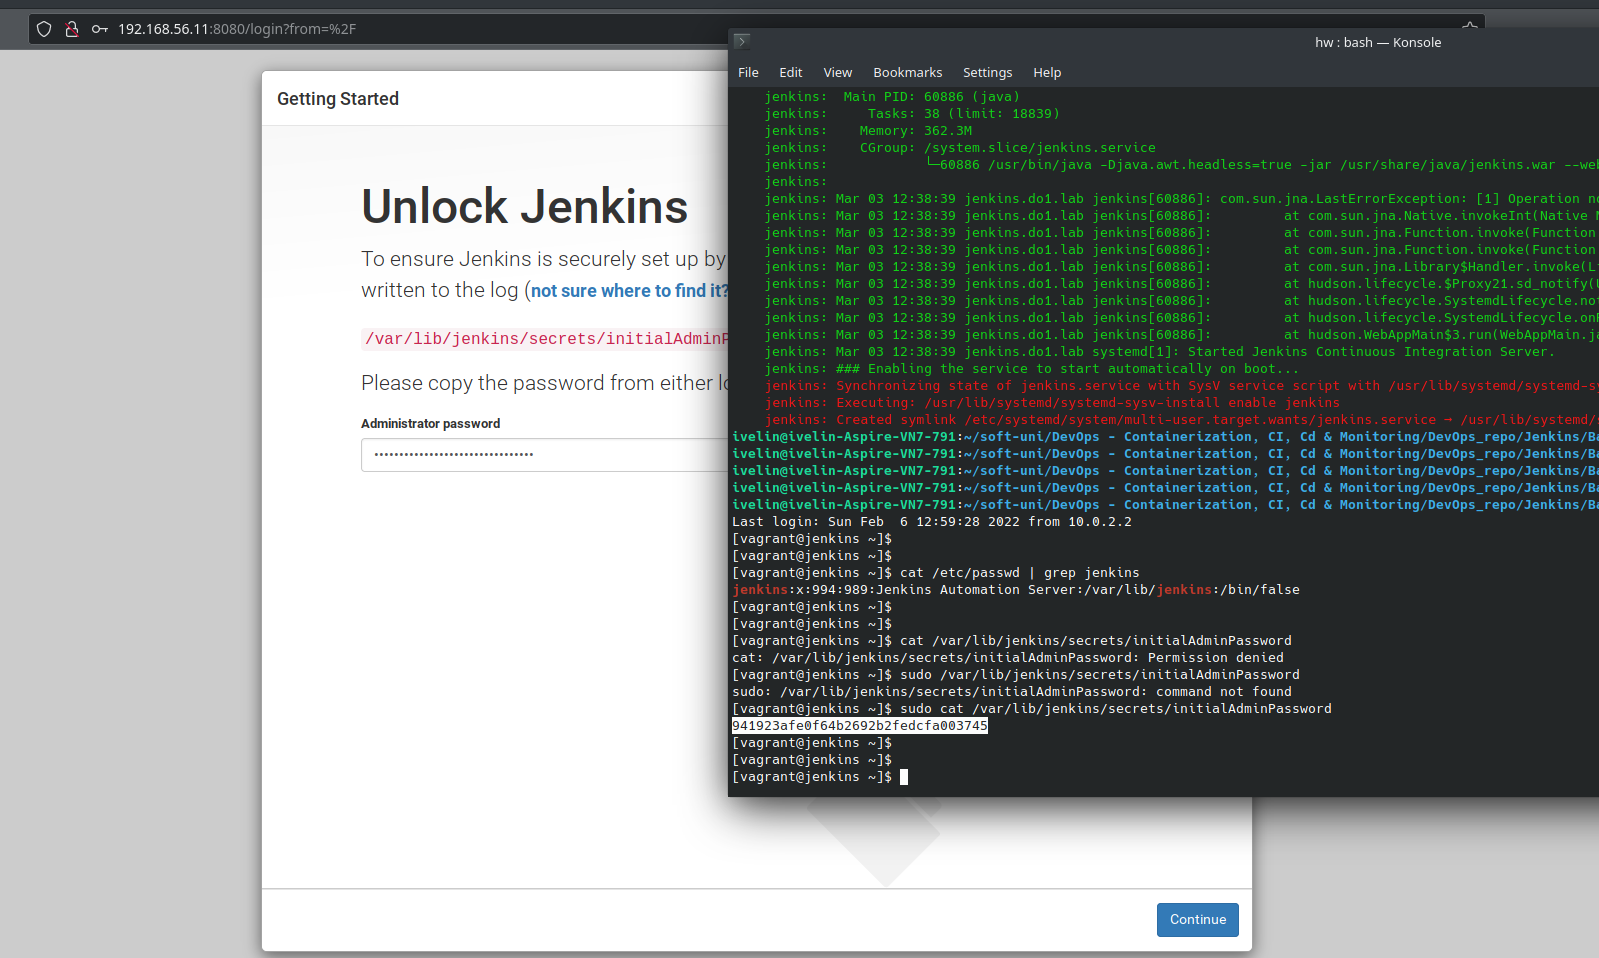 192.168.56.11:8080/login?from=%2F
Getting Started
Unlock Jenkins
To ensure Jenkins is securely set up by
written to the log (not sure where to find it?
/var/lib/jenkins/secrets/initialAdminP
Please copy the password from either lo
Administrator password
••••••••••••••••••••••••••••••••
Continue
hw : bash — Konsole
File Edit View Bookmarks Settings Help
jenkins:  Main PID: 60886 (java)
jenkins:     Tasks: 38 (limit: 18839)
jenkins:    Memory: 362.3M
jenkins:    CGroup: /system.slice/jenkins.service
jenkins:            └─60886 /usr/bin/java -Djava.awt.headless=true -jar /usr/share/java/jenkins.war --web
jenkins:
jenkins: Mar 03 12:38:39 jenkins.do1.lab jenkins[60886]: com.sun.jna.LastErrorException: [1] Operation no
jenkins: Mar 03 12:38:39 jenkins.do1.lab jenkins[60886]:         at com.sun.jna.Native.invokeInt(Native M
jenkins: Mar 03 12:38:39 jenkins.do1.lab jenkins[60886]:         at com.sun.jna.Function.invoke(Function
jenkins: Mar 03 12:38:39 jenkins.do1.lab jenkins[60886]:         at com.sun.jna.Function.invoke(Function
jenkins: Mar 03 12:38:39 jenkins.do1.lab jenkins[60886]:         at com.sun.jna.Library$Handler.invoke(Li
jenkins: Mar 03 12:38:39 jenkins.do1.lab jenkins[60886]:         at hudson.lifecycle.$Proxy21.sd_notify(U
jenkins: Mar 03 12:38:39 jenkins.do1.lab jenkins[60886]:         at hudson.lifecycle.SystemdLifecycle.not
jenkins: Mar 03 12:38:39 jenkins.do1.lab jenkins[60886]:         at hudson.lifecycle.SystemdLifecycle.onR
jenkins: Mar 03 12:38:39 jenkins.do1.lab jenkins[60886]:         at hudson.WebAppMain$3.run(WebAppMain.ja
jenkins: Mar 03 12:38:39 jenkins.do1.lab systemd[1]: Started Jenkins Continuous Integration Server.
jenkins: ### Enabling the service to start automatically on boot...
jenkins: Synchronizing state of jenkins.service with SysV service script with /usr/lib/systemd/systemd-sy
jenkins: Executing: /usr/lib/systemd/systemd-sysv-install enable jenkins
jenkins: Created symlink /etc/systemd/system/multi-user.target.wants/jenkins.service → /usr/lib/systemd/s
ivelin@ivelin-Aspire-VN7-791:~/soft-uni/DevOps - Containerization, CI, Cd & Monitoring/DevOps_repo/Jenkins/Ba
ivelin@ivelin-Aspire-VN7-791:~/soft-uni/DevOps - Containerization, CI, Cd & Monitoring/DevOps_repo/Jenkins/Ba
ivelin@ivelin-Aspire-VN7-791:~/soft-uni/DevOps - Containerization, CI, Cd & Monitoring/DevOps_repo/Jenkins/Ba
ivelin@ivelin-Aspire-VN7-791:~/soft-uni/DevOps - Containerization, CI, Cd & Monitoring/DevOps_repo/Jenkins/Ba
ivelin@ivelin-Aspire-VN7-791:~/soft-uni/DevOps - Containerization, CI, Cd & Monitoring/DevOps_repo/Jenkins/Ba
Last login: Sun Feb  6 12:59:28 2022 from 10.0.2.2
[vagrant@jenkins ~]$
[vagrant@jenkins ~]$
[vagrant@jenkins ~]$ cat /etc/passwd | grep jenkins
jenkins:x:994:989:Jenkins Automation Server:/var/lib/jenkins:/bin/false
[vagrant@jenkins ~]$
[vagrant@jenkins ~]$
[vagrant@jenkins ~]$ cat /var/lib/jenkins/secrets/initialAdminPassword
cat: /var/lib/jenkins/secrets/initialAdminPassword: Permission denied
[vagrant@jenkins ~]$ sudo /var/lib/jenkins/secrets/initialAdminPassword
sudo: /var/lib/jenkins/secrets/initialAdminPassword: command not found
[vagrant@jenkins ~]$ sudo cat /var/lib/jenkins/secrets/initialAdminPassword
941923afe0f64b2692b2fedcfa003745
[vagrant@jenkins ~]$
[vagrant@jenkins ~]$
[vagrant@jenkins ~]$